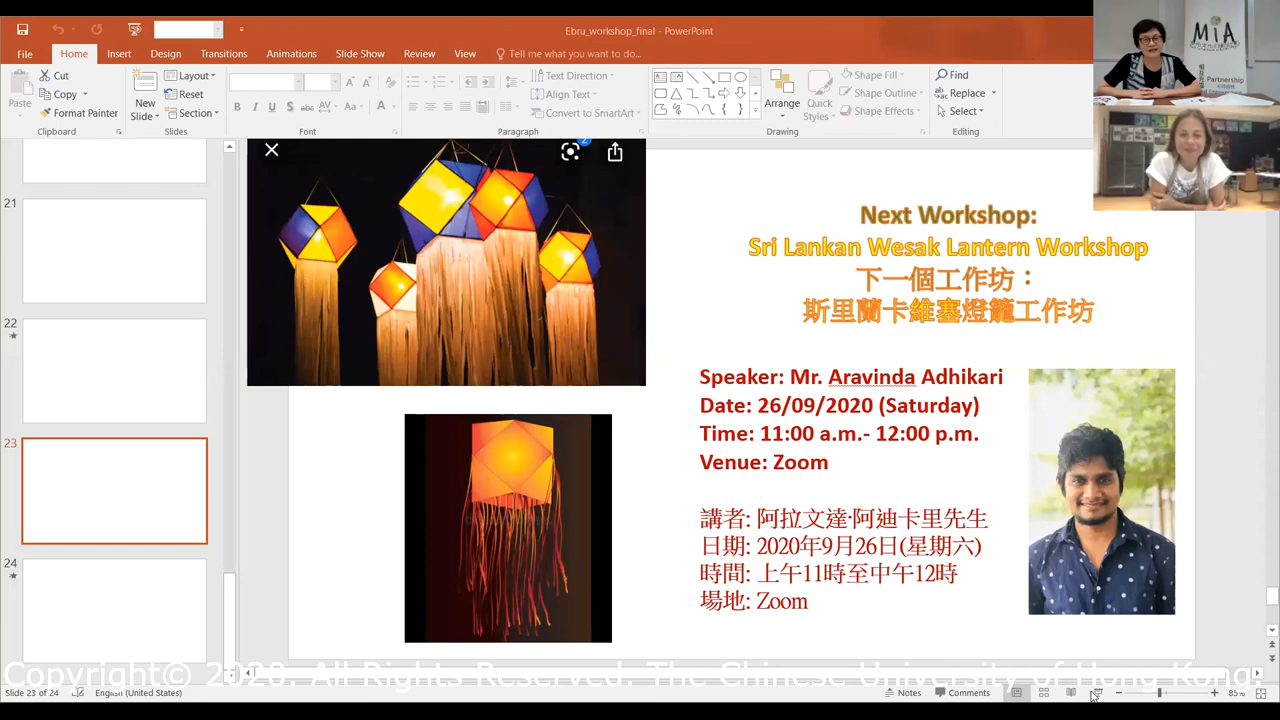 Ebru_workshop_final - PowerPoint
File
Home
Insert
Design
Transitions
Animations
Slide Show
Review
View
Tell me what you want to do...
Paste
Cut
Copy
Format Painter
Clipboard
New
Slide
Layout
Reset
Section
Slides
Font
Text Direction
Align Text
Convert to SmartArt
Paragraph
Arrange
Quick
Styles
Shape Fill
Shape Outline
Shape Effects
Drawing
Find
Replace
Select
Editing
MIA
Partnership
21
22
23
24
2
Next Workshop:
Sri Lankan Wesak Lantern Workshop
下一個工作坊：
斯里蘭卡維塞燈籠工作坊
Speaker: Mr. Aravinda Adhikari
Date: 26/09/2020 (Saturday)
Time: 11:00 a.m.- 12:00 p.m.
Venue: Zoom
講者: 阿拉文達·阿迪卡里先生
日期: 2020年9月26日(星期六)
時間: 上午11時至中午12時
場地: Zoom
Copyright© 2020. All Rights Reserved. The Chinese University of Hong Kong.
Slide 23 of 24
English (United States)
Notes
Comments
85%